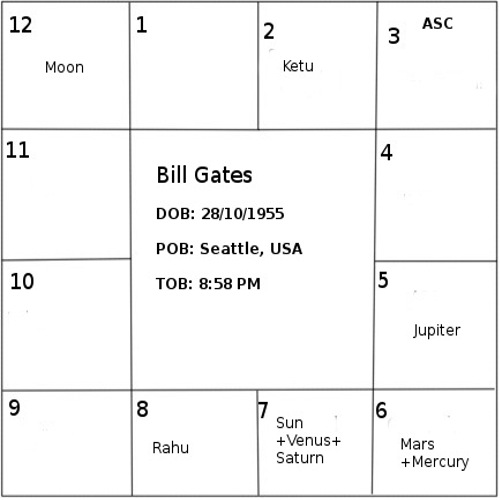 12
Moon
1
2
Ketu
3 ASC
11
Bill Gates
DOB: 28/10/1955
POB: Seattle, USA
TOB: 8:58 PM
4
10
5
Jupiter
9
8
Rahu
7
Sun
+Venus+
Saturn
6
Mars
+Mercury